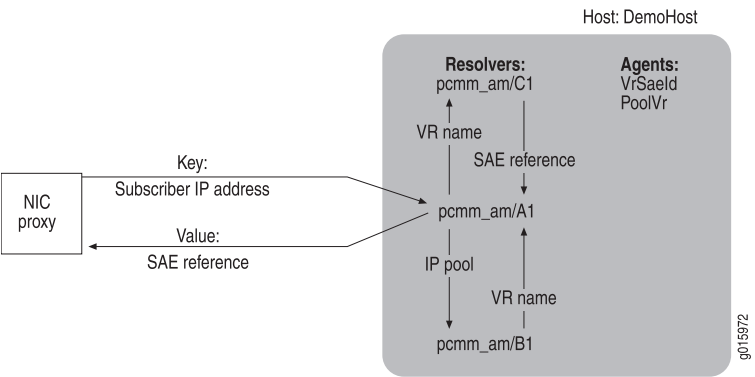 Host: DemoHost
Resolvers:
pcmm_am/C1
Agents:
VrSaeId
PoolVr
VR name
SAE reference
Key:
Subscriber IP address
NIC
proxy
pcmm_am/A1
Value:
SAE reference
IP pool
VR name
pcmm_am/B1
g015972